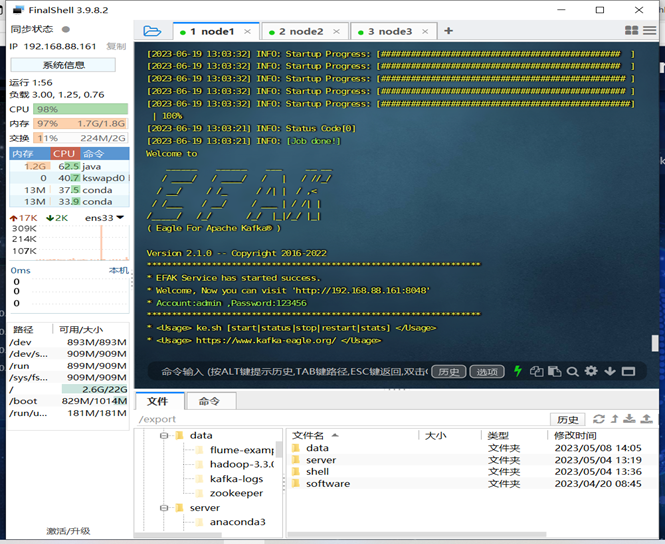 FinalShell 3.9.8.2
同步状态
IP 192.168.88.161 复制
系统信息
运行 1:56
负载 3.00, 1.25, 0.76
CPU 98%
内存 97% 1.7G/1.8G
交换 11% 224M/2G
内存 CPU 命令
1.2G 62.5 java
0 40.7 kswapd0
13M 37.5 conda
13M 33.9 conda
17K 2K ens33
309K
214K
107K
0ms 本机
0
0
0
路径 可用/大小
/dev 893M/893M
/dev/s... 909M/909M
/run 899M/909M
/sys/fs... 909M/909M
/ 2.6G/22G
/boot 829M/1014M
/run/u... 181M/181M
激活/升级
1 node1
2 node2
3 node3
[2023-06-19 13:03:32] INFO: Startup Progress: [################################################ ]
[2023-06-19 13:03:32] INFO: Startup Progress: [################################################ ]
[2023-06-19 13:03:32] INFO: Startup Progress: [################################################# ]
[2023-06-19 13:03:32] INFO: Startup Progress: [################################################# ]
[2023-06-19 13:03:32] INFO: Startup Progress: [##################################################]
| 100%
[2023-06-19 13:03:21] INFO: Status Code[0]
[2023-06-19 13:03:21] INFO: [Job done!]
Welcome to
( Eagle For Apache Kafka® )
Version 2.1.0 -- Copyright 2016-2022
*******************************************************************
* EFAK Service has started success.
* Welcome, Now you can visit 'http://192.168.88.161:8048'
* Account:admin ,Password:123456
*******************************************************************
* <Usage> ke.sh [start|status|stop|restart|stats] </Usage>
* <Usage> https://www.kafka-eagle.org/ </Usage>
命令输入 (按ALT键提示历史,TAB键路径,ESC键返回,双击C 历史 选项
文件 命令
/export 历史
data
flume-examp
hadoop-3.3.0
kafka-logs
zookeeper
server
anaconda3
文件名 大小 类型 修改时间
data 文件夹 2023/05/08 14:05
server 文件夹 2023/05/04 13:19
shell 文件夹 2023/05/04 13:36
software 文件夹 2023/04/20 08:45